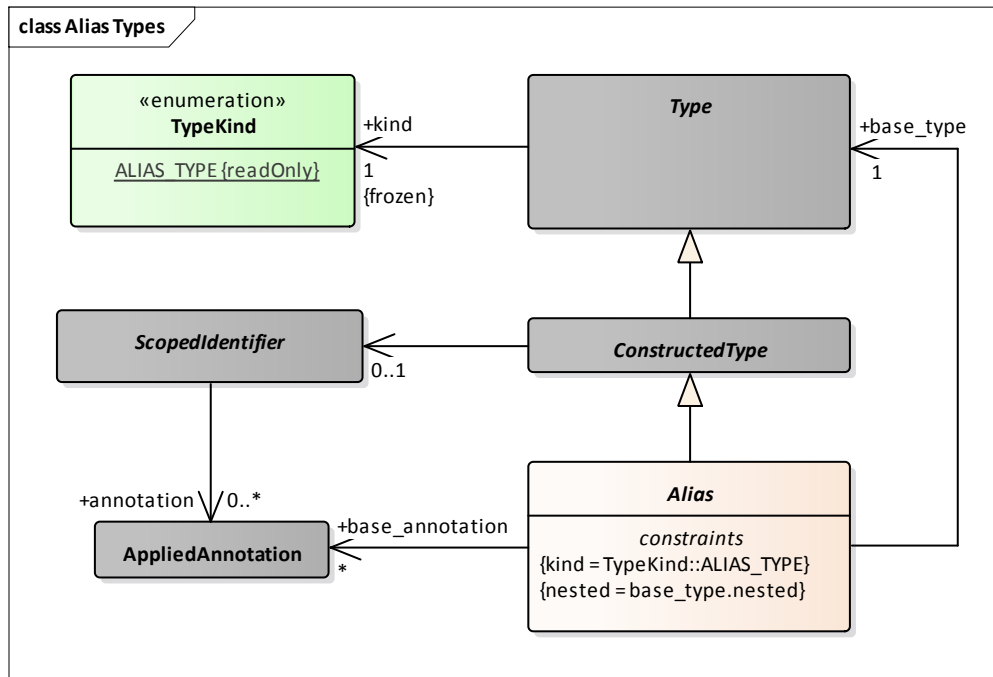 class Alias Types
«enumeration»
TypeKind
ALIAS_TYPE {readOnly}
+kind
1
{frozen}
Type
+base_type
1
ScopedIdentifier
0..1
ConstructedType
+annotation
0..*
AppliedAnnotation
+base_annotation
*
Alias
constraints
{kind = TypeKind::ALIAS_TYPE}
{nested = base_type.nested}